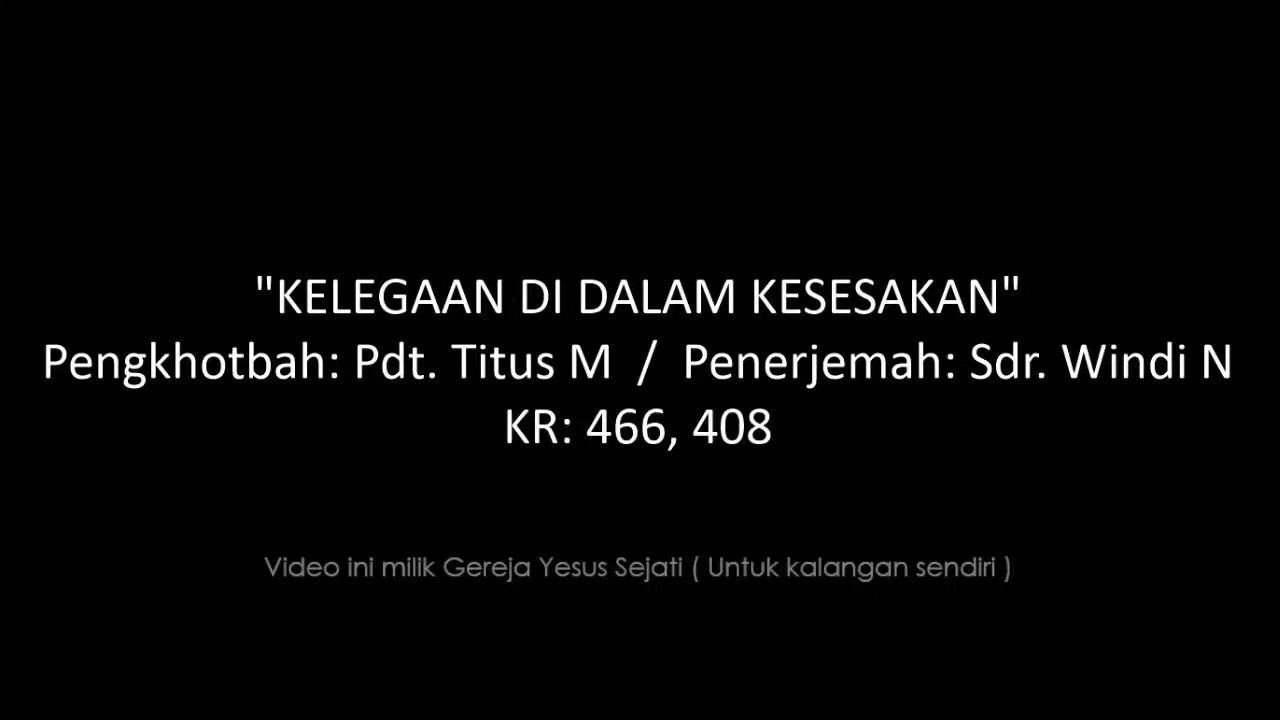 "KELEGAAN DI DALAM KESESAKAN"
Pengkhotbah: Pdt. Titus M / Penerjemah: Sdr. Windi N
KR: 466, 408
Video ini milik Gereja Yesus Sejati ( Untuk kalangan sendiri )